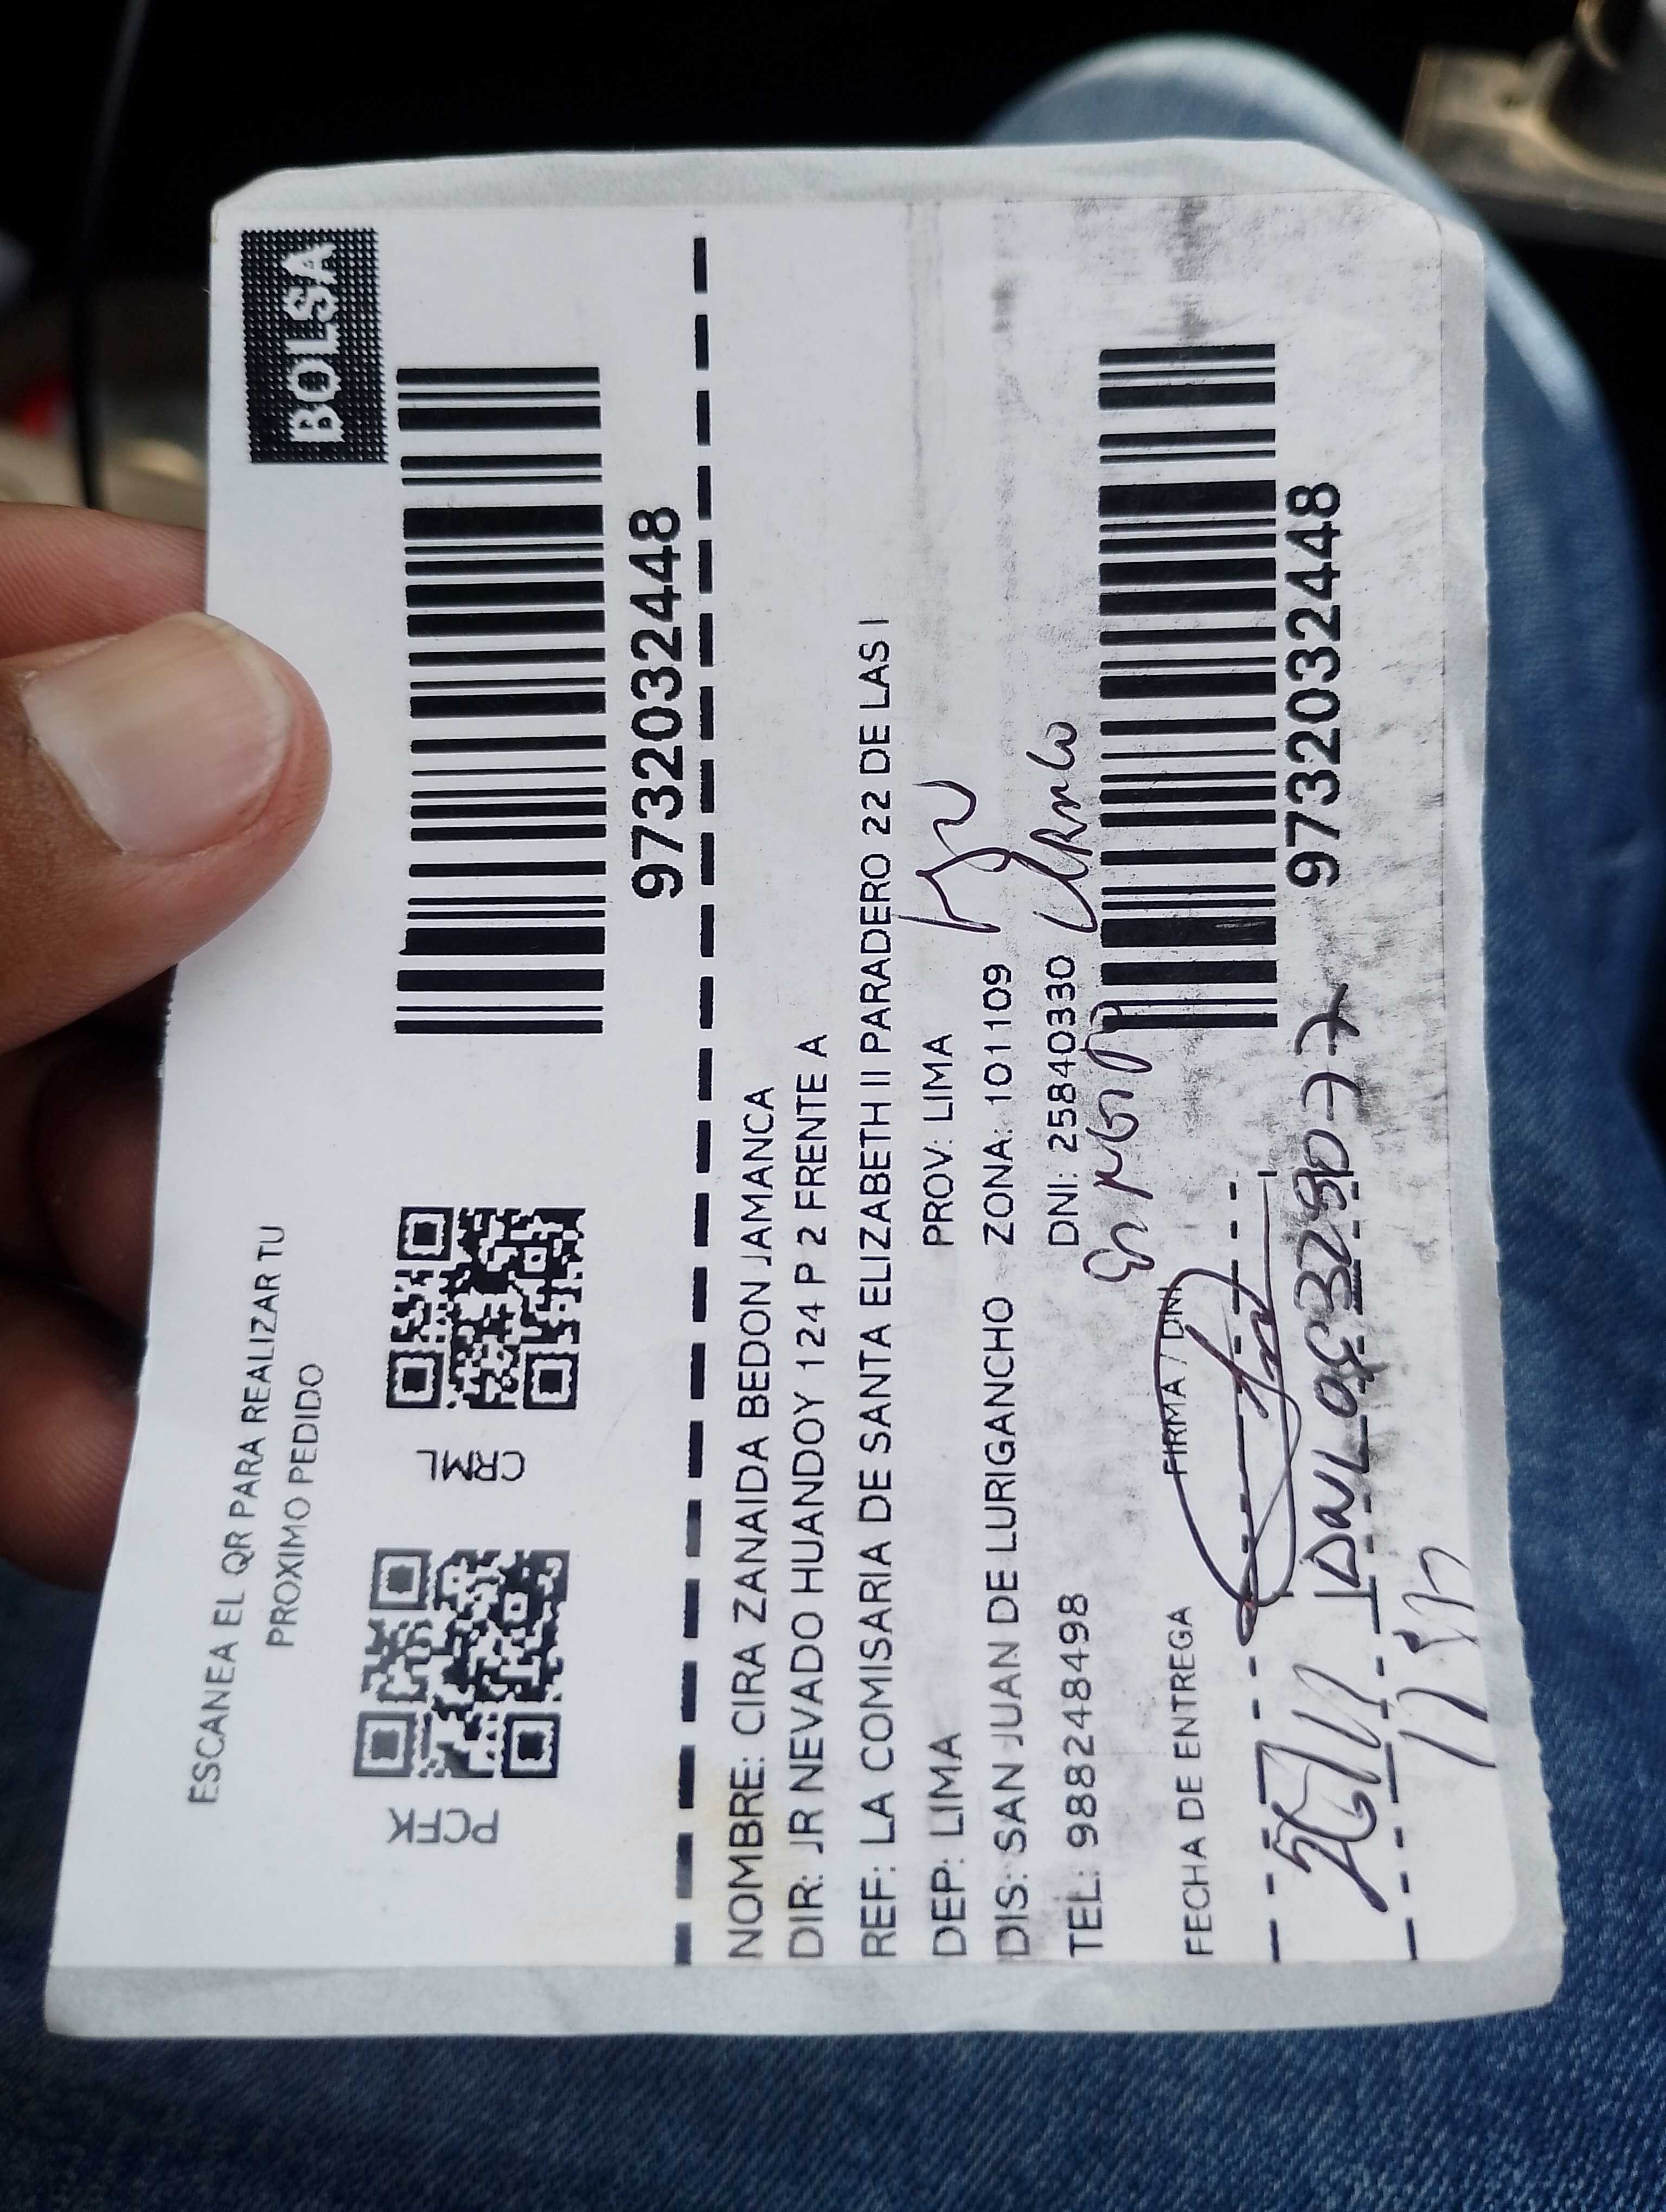 BOLSA
ESCANEA EL QR PARA REALIZAR TU
PROXIMO PEDIDO
PCFK
CRML
9732032448
NOMBRE: CIRA ZANAIDA BEDON JAMANCA
DIR: JR NEVADO HUANDOY 124 P 2 FRENTE A
REF: LA COMISARIA DE SANTA ELIZABETH II PARADERO 22 DE LAS I
DEP: LIMA PROV: LIMA
DIS: SAN JUAN DE LURIGANCHO ZONA: 101109
TEL: 988248498 DNI: 25840330
FECHA DE ENTREGA FIRMA / DNI
9732032448
26/11